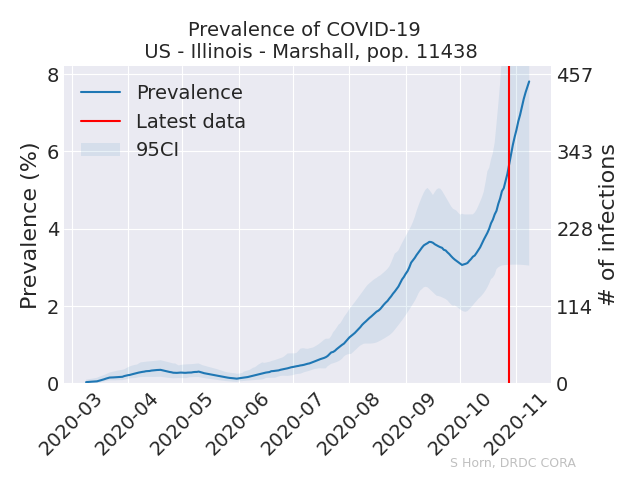 Prevalence of COVID-19
US - Illinois - Marshall, pop. 11438
Prevalence
Latest data
95CI
Prevalence (%)
8
6
4
2
0
457
343
228
114
0
# of infections
2020-03
2020-04
2020-05
2020-06
2020-07
2020-08
2020-09
2020-10
2020-11
S Horn, DRDC CORA